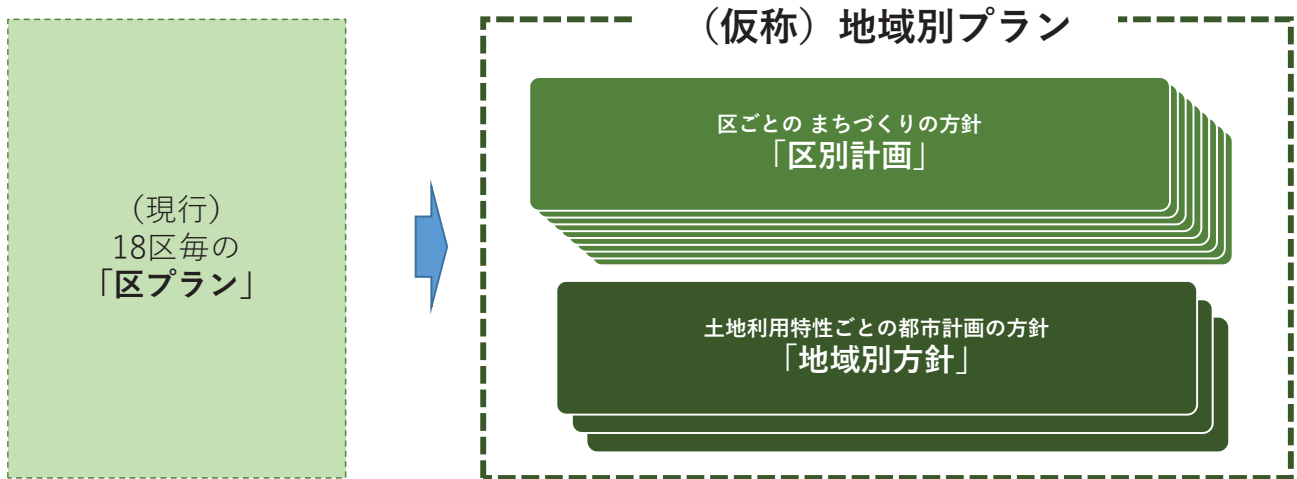 （現行）
18区毎の
「区プラン」
（仮称）地域別プラン
区ごとの まちづくりの方針
「区別計画」
土地利用特性ごとの都市計画の方針
「地域別方針」